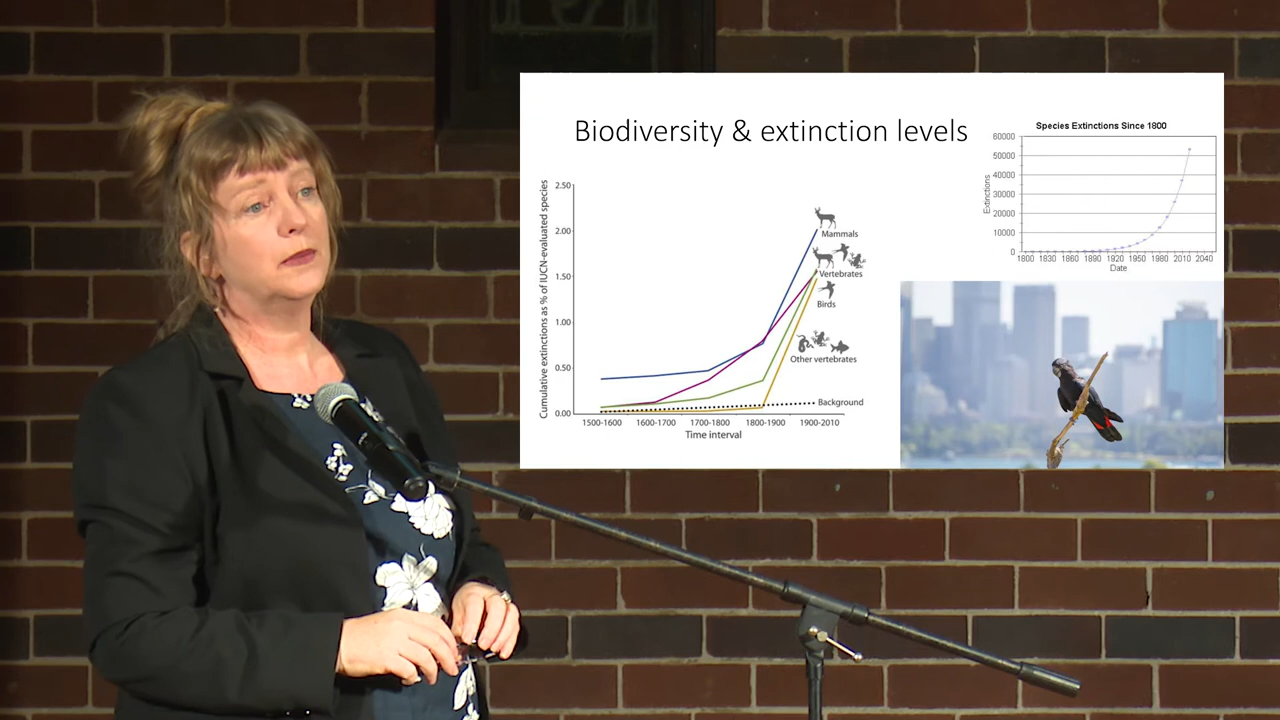 Biodiversity & extinction levels
Cumulative extinctions as % of IUCN-evaluated species
2.50
2.00
1.50
1.00
0.50
0.00
Mammals
Vertebrates
Birds
Other vertebrates
Background
1500-1600 1600-1700 1700-1800 1800-1900 1900-2010
Time interval
Species Extinctions Since 1800
Extinctions
60000
50000
40000
30000
20000
10000
0
1800 1830 1860 1890 1920 1950 1980 2010 2040
Date